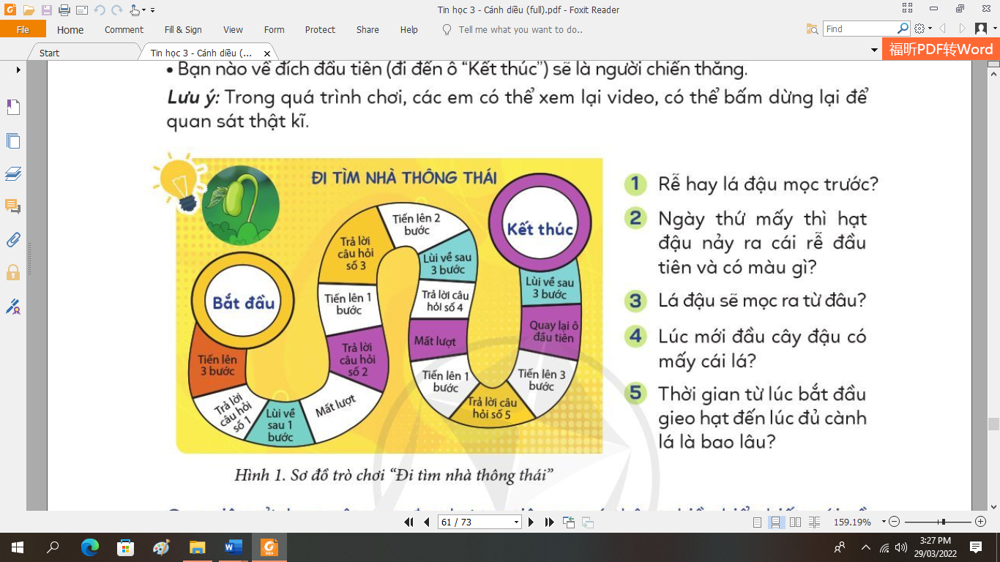 Tin học 3 - Cánh diều (full).pdf - Foxit Reader
File Home Comment Fill & Sign View Form Protect Share Help Tell me what you want to do.. Find
Start Tin học 3 - Cánh diều (... × 福昕PDF转Word
• Bạn nào về đích đầu tiên (đi đến ô “Kết thúc”) sẽ là người chiến thắng.
Lưu ý: Trong quá trình chơi, các em có thể xem lại video, có thể bấm dừng lại để
quan sát thật kĩ.
ĐI TÌM NHÀ THÔNG THÁI
Bắt đầu
Tiến lên
3 bước
Trả lời
câu hỏi
số 1
Lùi về
sau 1
bước
Mất lượt
Trả lời
câu hỏi
số 2
Tiến lên 1
bước
Trả lời
câu hỏi
số 3
Tiến lên 2
bước
Lùi về sau
3 bước
Trả lời câu
hỏi số 4
Mất lượt
Tiến lên 1
bước
Trả lời câu
hỏi số 5
Tiến lên 3
bước
Quay lại ô
đầu tiên
Lùi về sau
3 bước
Kết thúc
1 Rễ hay lá đậu mọc trước?
2 Ngày thứ mấy thì hạt
đậu nảy ra cái rễ đầu
tiên và có màu gì?
3 Lá đậu sẽ mọc ra từ đâu?
4 Lúc mới đầu cây đậu có
mấy cái lá?
5 Thời gian từ lúc bắt đầu
gieo hạt đến lúc đủ cành
lá là bao lâu?
Hình 1. Sơ đồ trò chơi “Đi tìm nhà thông thái”
61 / 73 159.19%
3:27 PM
29/03/2022